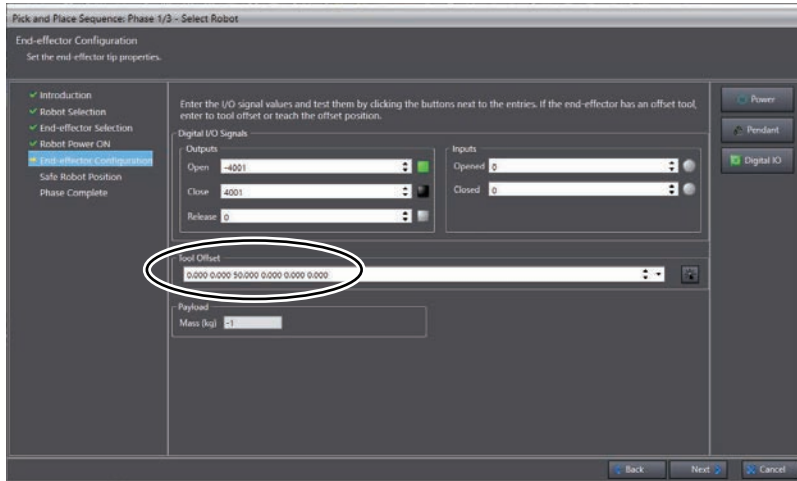 Pick and Place Sequence: Phase 1/3 - Select Robot
End-effector Configuration
Set the end-effector tip properties.
Introduction
Robot Selection
End-effector Selection
Robot Power ON
End-effector Configuration
Safe Robot Position
Phase Complete
Enter the I/O signal values and test them by clicking the buttons next to the entries. If the end-effector has an offset tool,
enter to tool offset or teach the offset position.
Digital I/O Signals
Outputs
Open -4001
Close 4001
Release 0
Inputs
Opened 0
Closed 0
Tool Offset
0.000 0.000 50.000 0.000 0.000 0.000
Payload
Mass (kg) -1
Power
Pendant
Digital IO
Back
Next
Cancel